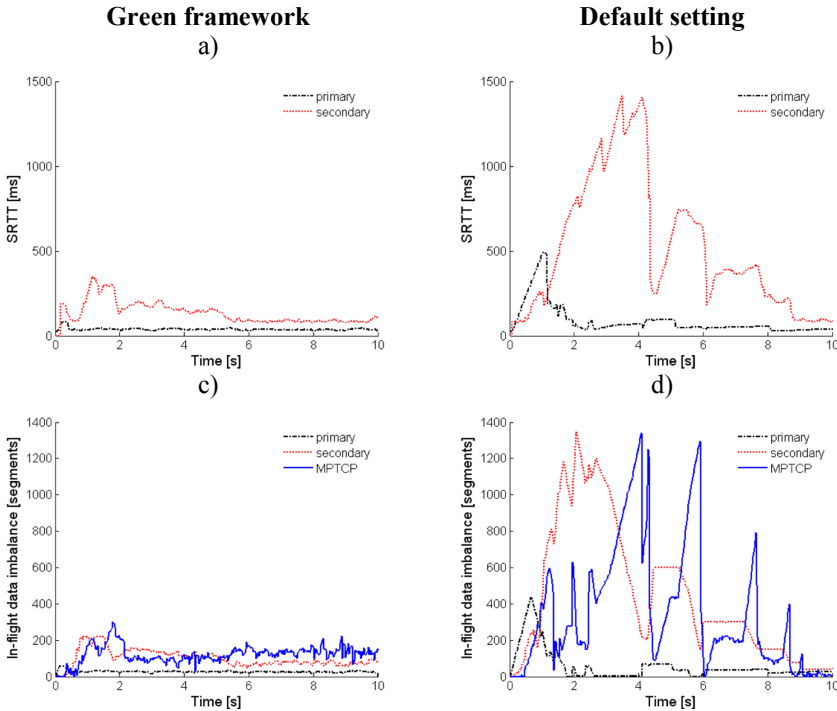 Green framework
Default setting
a)
b)
1500
1000
500
0
SRTT [ms]
primary
secondary
0 2 4 6 8 10
Time [s]
1500
1000
500
0
SRTT [ms]
primary
secondary
0 2 4 6 8 10
Time [s]
c)
d)
1400
1200
1000
800
600
400
200
0
In-flight data imbalance [segments]
primary
secondary
MPTCP
0 2 4 6 8 10
Time [s]
1400
1200
1000
800
600
400
200
0
In-flight data imbalance [segments]
primary
secondary
MPTCP
0 2 4 6 8 10
Time [s]